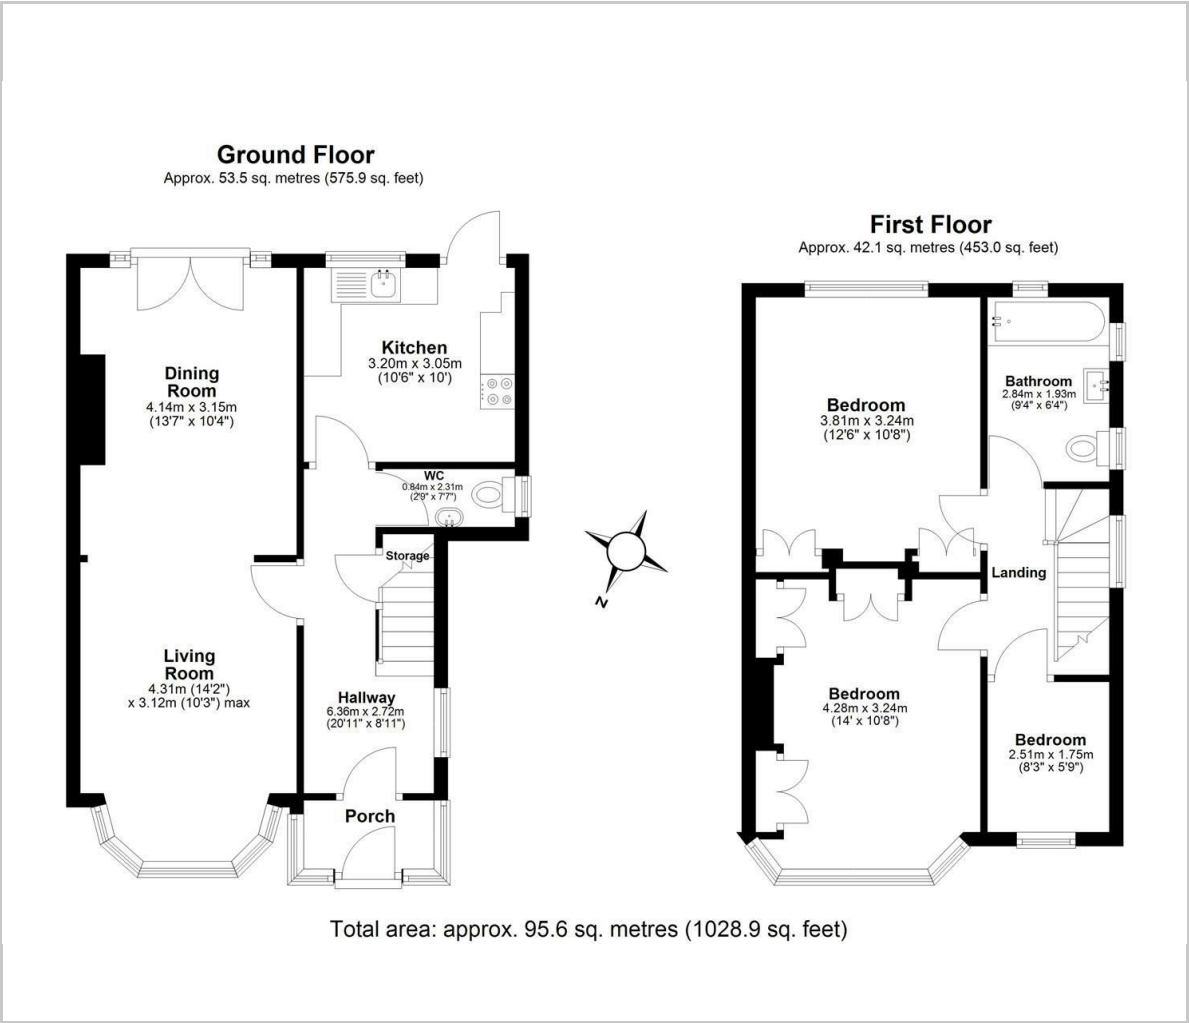 Ground Floor
Approx. 53.5 sq. metres (575.9 sq. feet)
Dining
Room
4.14m x 3.15m
(13'7" x 10'4")
Kitchen
3.20m x 3.05m
(10'6" x 10')
WC
0.84m x 2.31m
(2'9" x 7'7")
Storage
Living
Room
4.31m (14'2")
x 3.12m (10'3") max
Hallway
6.36m x 2.72m
(20'11" x 8'11")
Porch
N
First Floor
Approx. 42.1 sq. metres (453.0 sq. feet)
Bedroom
3.81m x 3.24m
(12'6" x 10'8")
Bathroom
2.84m x 1.93m
(9'4" x 6'4")
Landing
Bedroom
4.28m x 3.24m
(14' x 10'8")
Bedroom
2.51m x 1.75m
(8'3" x 5'9")
Total area: approx. 95.6 sq. metres (1028.9 sq. feet)